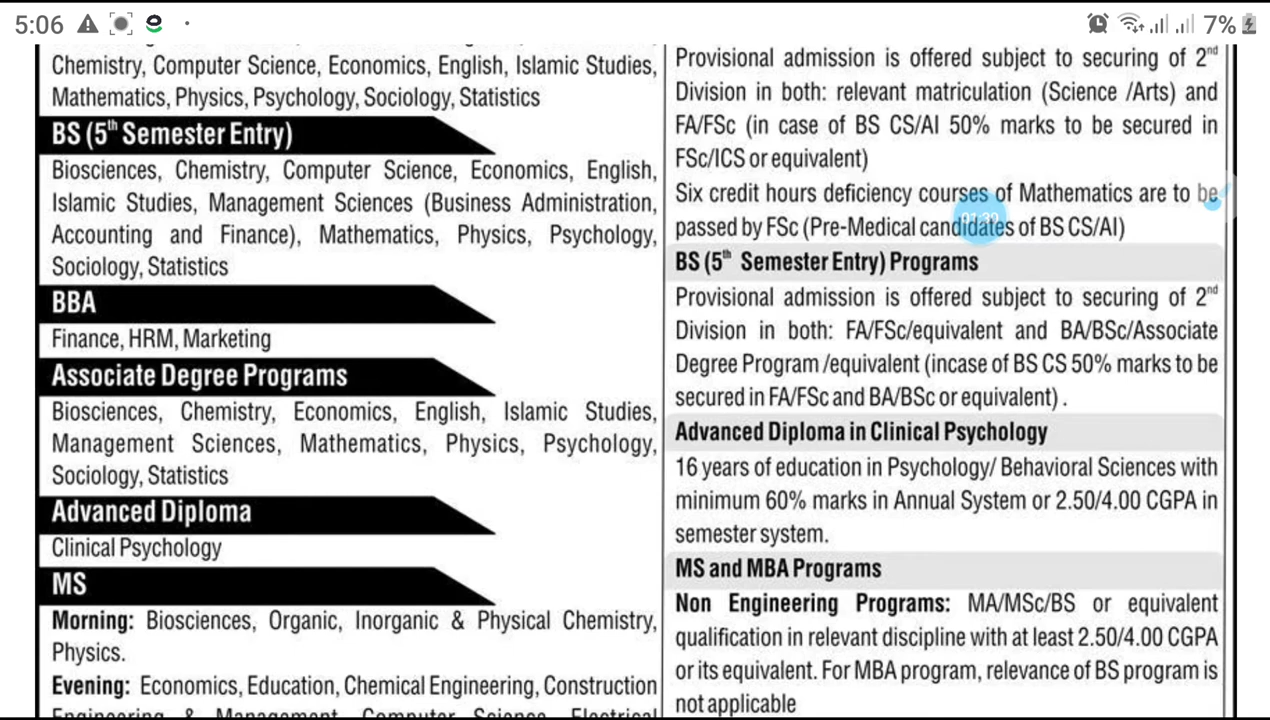 5:06
7%
Chemistry, Computer Science, Economics, English, Islamic Studies,
Mathematics, Physics, Psychology, Sociology, Statistics
BS (5th Semester Entry)
Biosciences, Chemistry, Computer Science, Economics, English,
Islamic Studies, Management Sciences (Business Administration,
Accounting and Finance), Mathematics, Physics, Psychology,
Sociology, Statistics
BBA
Finance, HRM, Marketing
Associate Degree Programs
Biosciences, Chemistry, Economics, English, Islamic Studies,
Management Sciences, Mathematics, Physics, Psychology,
Sociology, Statistics
Advanced Diploma
Clinical Psychology
MS
Morning: Biosciences, Organic, Inorganic & Physical Chemistry,
Physics.
Evening: Economics, Education, Chemical Engineering, Construction
Engineering & Management, Computer Science, Electrical
Provisional admission is offered subject to securing of 2nd
Division in both: relevant matriculation (Science /Arts) and
FA/FSc (in case of BS CS/AI 50% marks to be secured in
FSc/ICS or equivalent)
Six credit hours deficiency courses of Mathematics are to be
passed by FSc (Pre-Medical candidates of BS CS/AI)
01:30
BS (5th Semester Entry) Programs
Provisional admission is offered subject to securing of 2nd
Division in both: FA/FSc/equivalent and BA/BSc/Associate
Degree Program /equivalent (incase of BS CS 50% marks to be
secured in FA/FSc and BA/BSc or equivalent) .
Advanced Diploma in Clinical Psychology
16 years of education in Psychology/ Behavioral Sciences with
minimum 60% marks in Annual System or 2.50/4.00 CGPA in
semester system.
MS and MBA Programs
Non Engineering Programs: MA/MSc/BS or equivalent
qualification in relevant discipline with at least 2.50/4.00 CGPA
or its equivalent. For MBA program, relevance of BS program is
not applicable